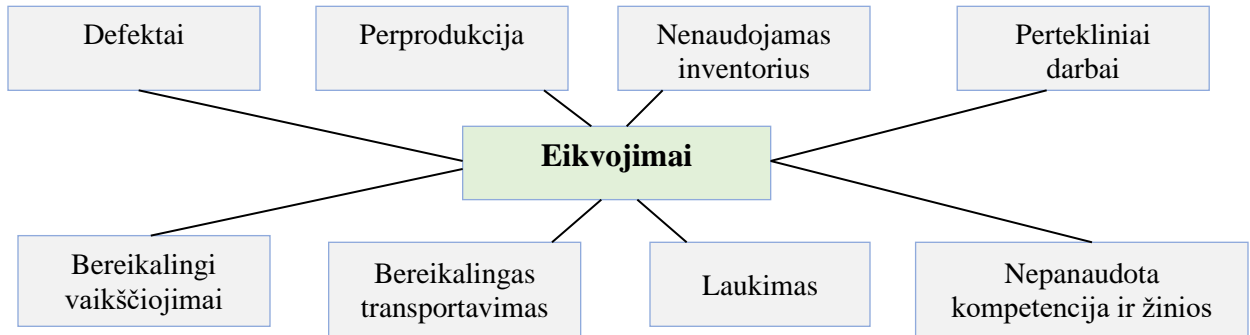 Defektai
Perprodukcija
Nenaudojamas
inventorius
Pertekliniai
darbai
Eikvojimai
Bereikalingi
vaikščiojimai
Bereikalingas
transportavimas
Laukimas
Nepanaudota
kompetencija ir žinios